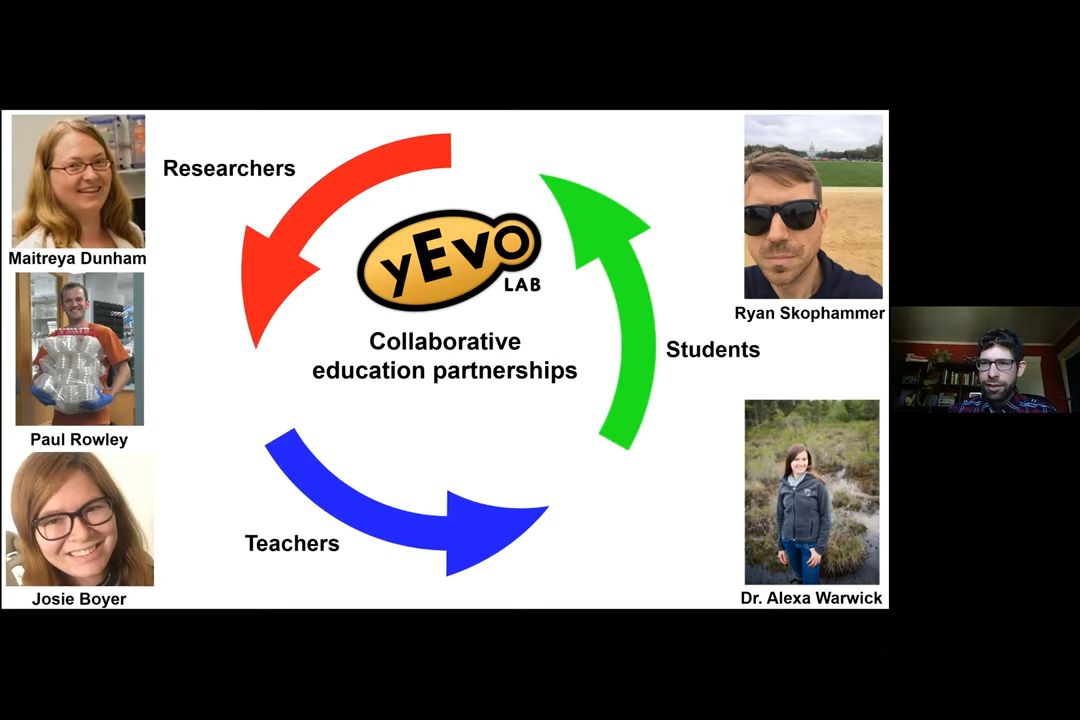 Researchers
Maitreya Dunham
Paul Rowley
Josie Boyer
yEvo
LAB
Collaborative
education partnerships
Teachers
Students
Ryan Skophammer
Dr. Alexa Warwick